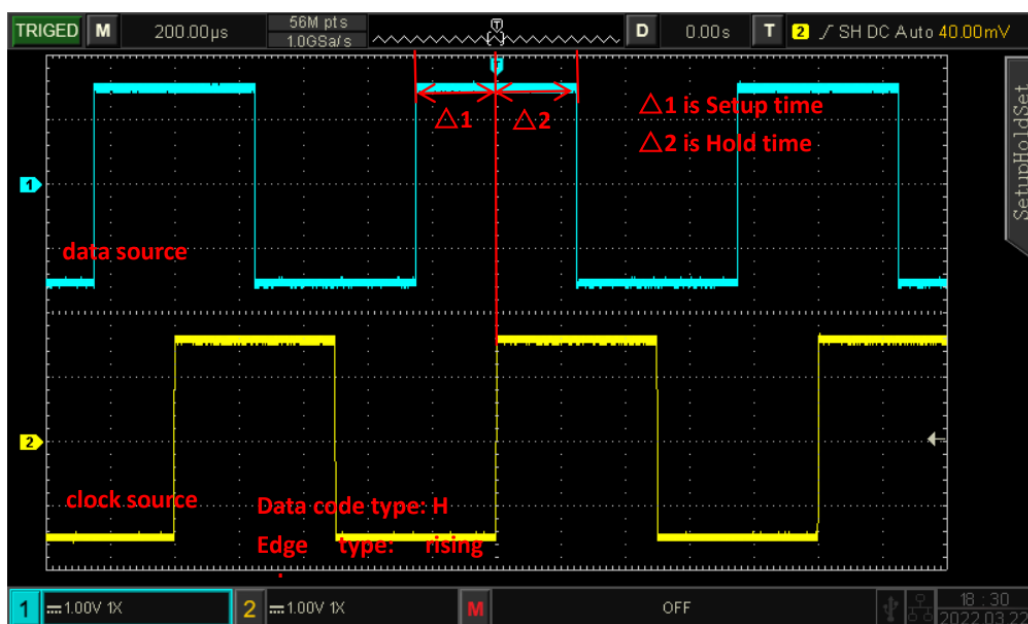 TRIGED M 200.00μs 56M pts D 0.00s T 2 SH DC Auto 40.00mV
1.0GSa/s
T
T
△1 △2
△1 is Setup time
△2 is Hold time
SetupHoldSet
1
data source
2
clock source
Data code type: H
Edge type: rising
.
1 1.00V 1X 2 1.00V 1X M OFF 18:30
2022.03.22